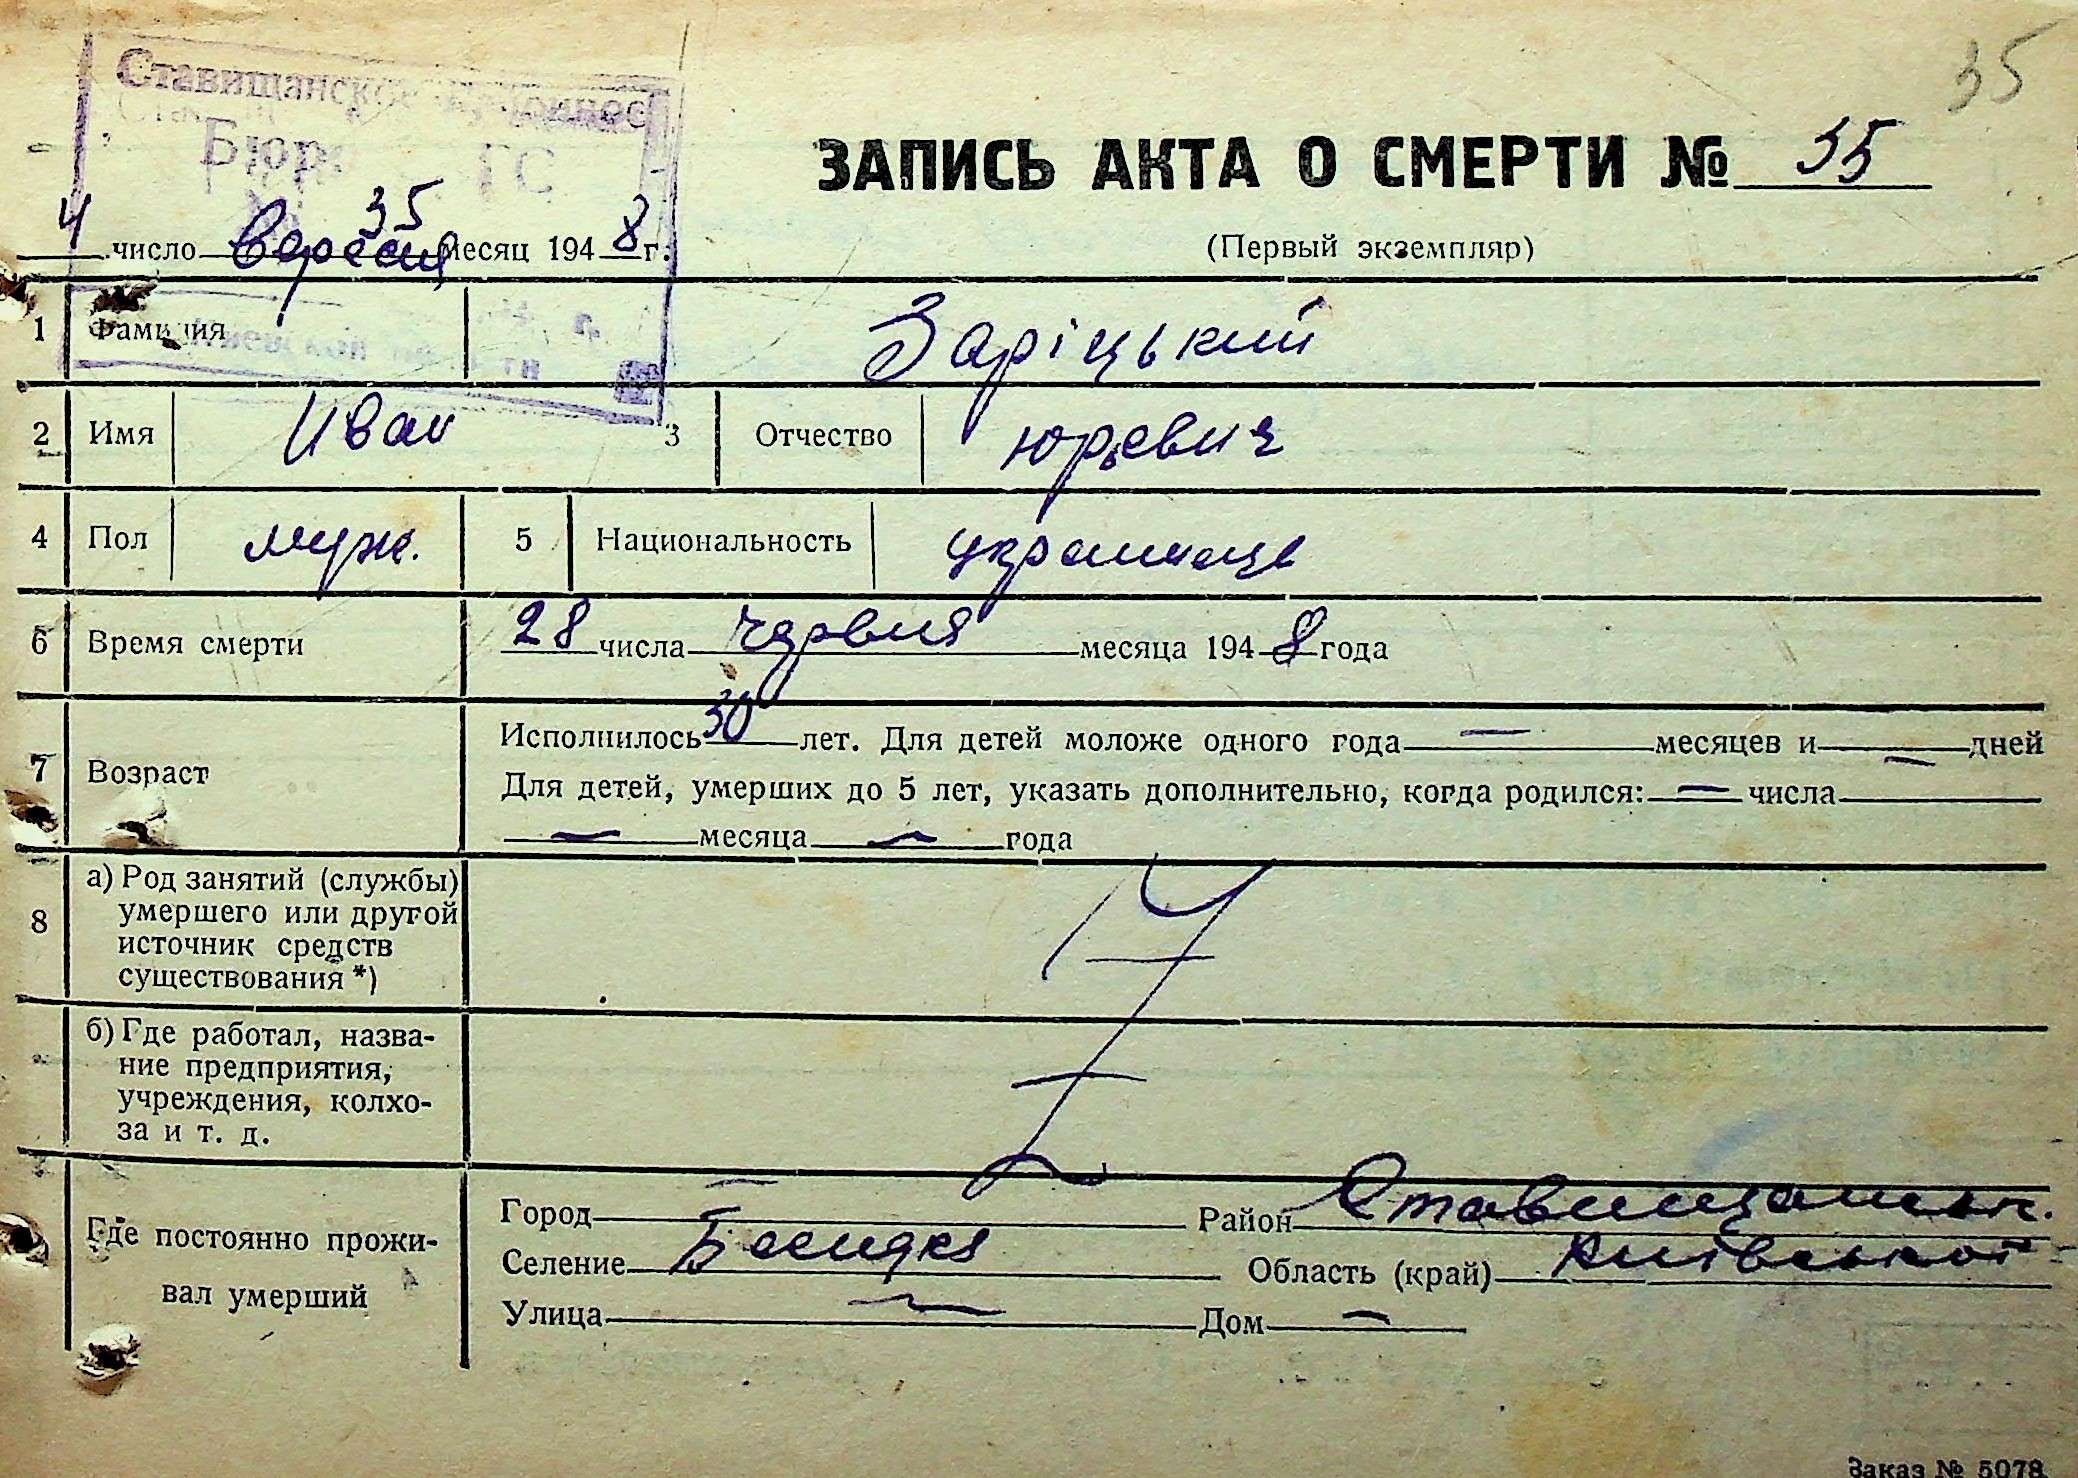 35
Ставищанское
Бюро ГС
ЗАПИСЬ АКТА О СМЕРТИ № 35
35
4 число вересня месяц 1948 г.
(Первый экземпляр)
1 Фамилия Заріцький
2 Имя Иван 3 Отчество Юрьевич
4 Пол муж. 5 Национальность українець
6 Время смерти 28 числа червня месяца 1948 года
7 Возраст
Исполнилось 30 лет. Для детей моложе одного года — месяцев и — дней
Для детей, умерших до 5 лет, указать дополнительно, когда родился: — числа
— месяца — года
8 а) Род занятий (службы)
умершего или другой
источник средств
существования *)
б) Где работал, назва-
ние предприятия,
учреждения, колхо-
за и т. д.
Где постоянно прожи-
вал умерший
Город — Район Ставищанськ.
Селение Бесидка Область (край) Київської
Улица — Дом —
Заказ № 5078